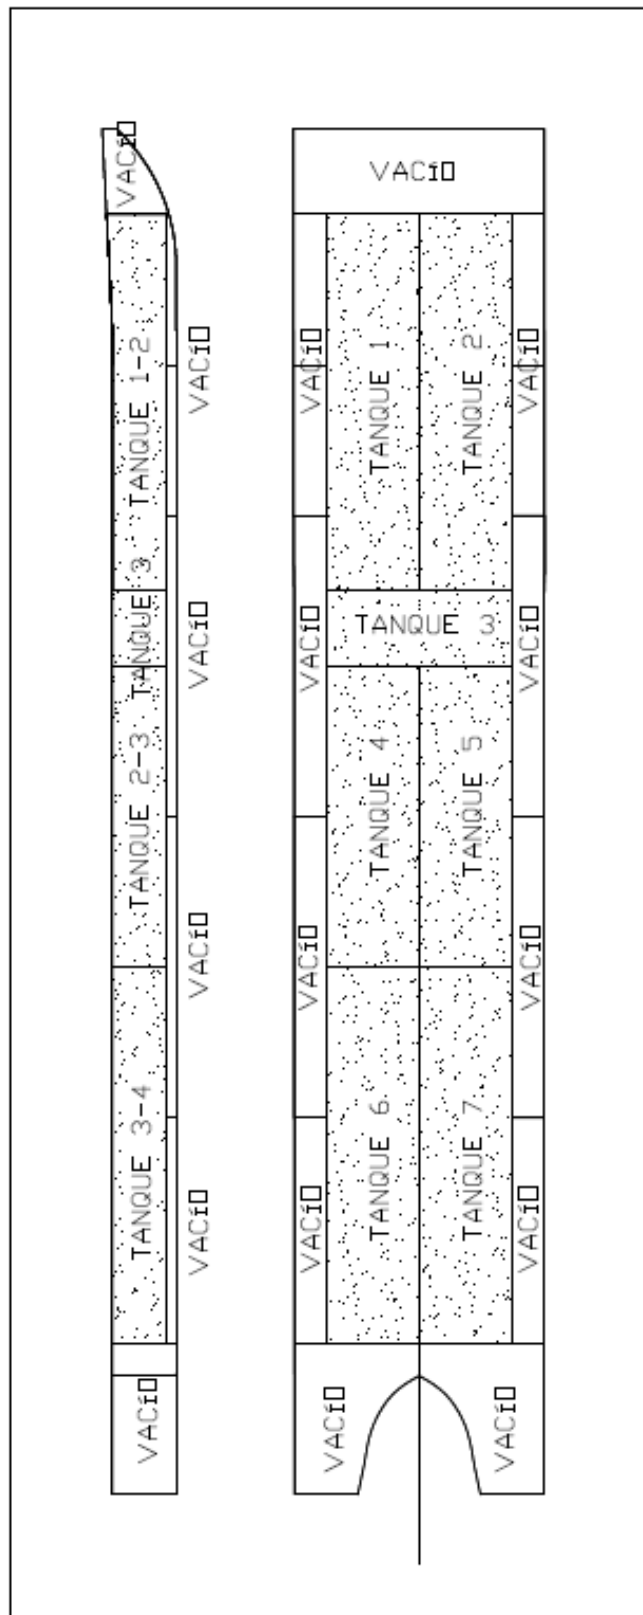 VACíO
TANQUE 1-2
TANQUE 3
TANQUE 2-3
TANQUE 3-4
VACíO
VACíO
VACíO
VACíO
VACíO
VACíO
VACíO
TANQUE 1
TANQUE 2
VACíO
VACíO
TANQUE 3
VACíO
TANQUE 4
TANQUE 5
VACíO
VACíO
VACíO
TANQUE 6
TANQUE 7
VACíO
VACíO
VACíO